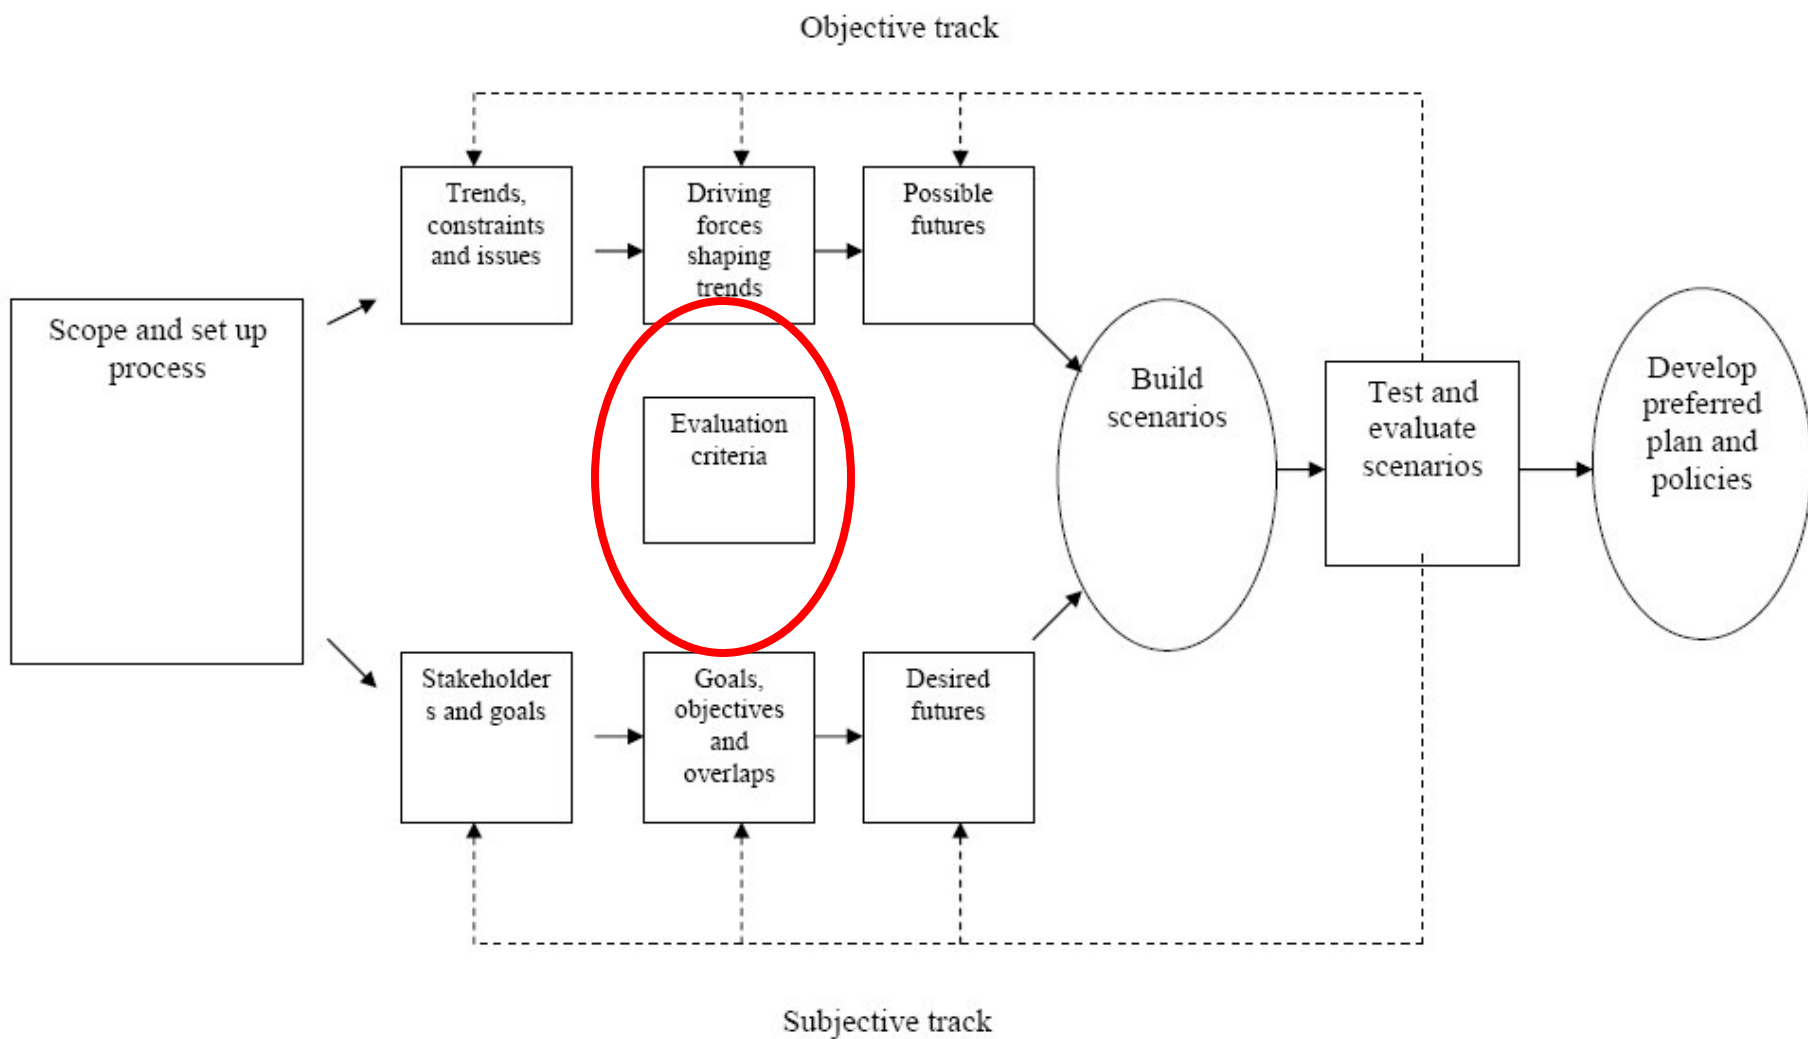 Objective track
Trends,
constraints
and issues
Driving
forces
shaping
trends
Possible
futures
Scope and set up
process
Evaluation
criteria
Build
scenarios
Test and
evaluate
scenarios
Develop
preferred
plan and
policies
Stakeholder
s and goals
Goals,
objectives
and
overlaps
Desired
futures
Subjective track